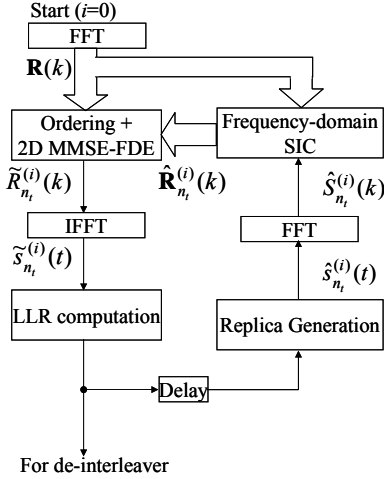 Start (i=0)
FFT
R(k)
Ordering +
2D MMSE-FDE
Frequency-domain
SIC
R̂_{n_t}^{(i)}(k)
R̃_{n_t}^{(i)}(k)
Ŝ_{n_t}^{(i)}(k)
IFFT
FFT
s̃_{n_t}^{(i)}(t)
ŝ_{n_t}^{(i)}(t)
LLR computation
Replica Generation
Delay
For de-interleaver